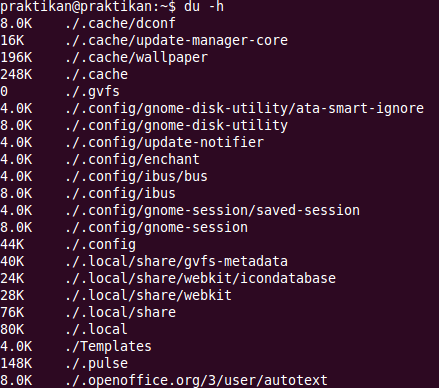 praktikan@praktikan:~$ du -h
8.0K ./.cache/dconf
16K ./.cache/update-manager-core
196K ./.cache/wallpaper
248K ./.cache
0 ./.gvfs
4.0K ./.config/gnome-disk-utility/ata-smart-ignore
8.0K ./.config/gnome-disk-utility
4.0K ./.config/update-notifier
4.0K ./.config/enchant
4.0K ./.config/ibus/bus
8.0K ./.config/ibus
4.0K ./.config/gnome-session/saved-session
8.0K ./.config/gnome-session
44K ./.config
40K ./.local/share/gvfs-metadata
24K ./.local/share/webkit/icondatabase
28K ./.local/share/webkit
76K ./.local/share
80K ./.local
4.0K ./Templates
148K ./.pulse
8.0K ./.openoffice.org/3/user/autotext